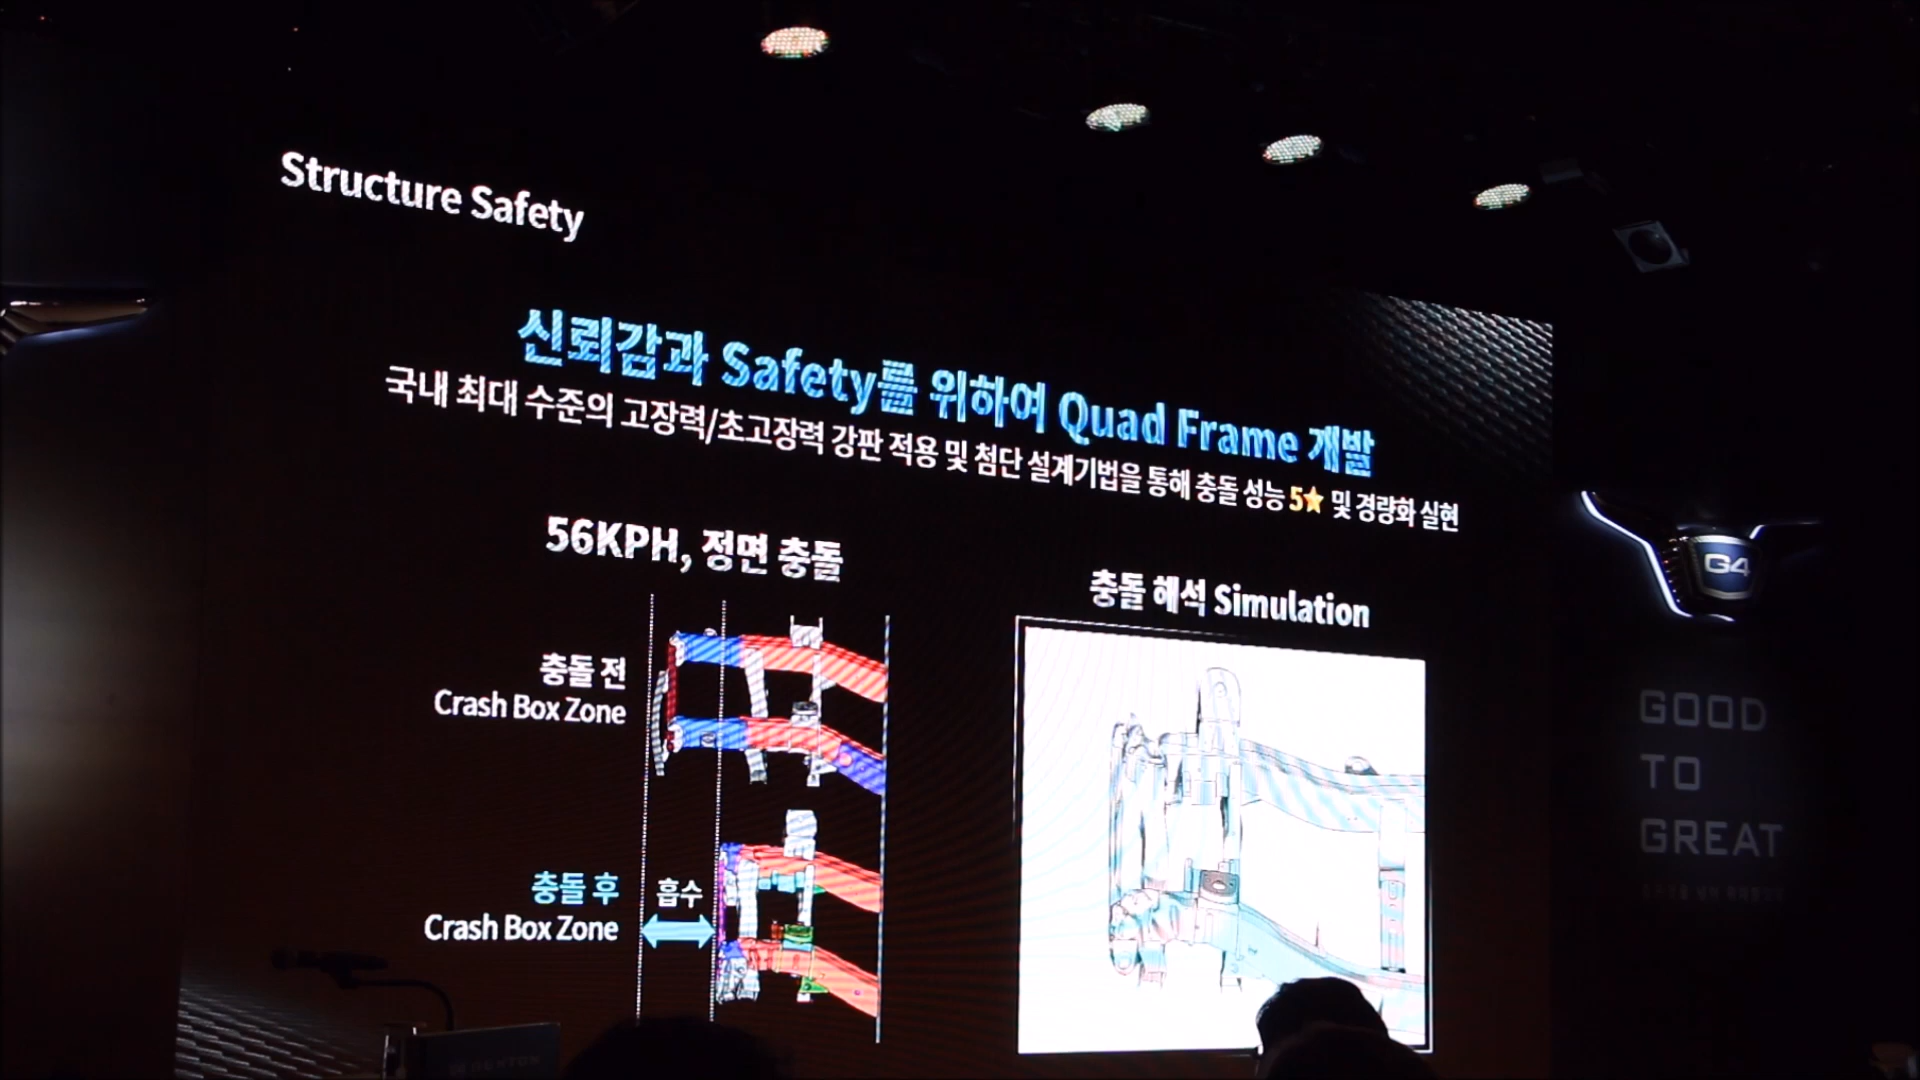 Structure Safety
신뢰감과 Safety를 위하여 Quad Frame 개발
국내 최대 수준의 고장력/초고장력 강판 적용 및 첨단 설계기법을 통해 충돌 성능 5★ 및 경량화 실현
56KPH, 정면 충돌
충돌 해석 Simulation
충돌 전
Crash Box Zone
충돌 후
Crash Box Zone
흡수
G4
GOOD
TO
GREAT
REXTON